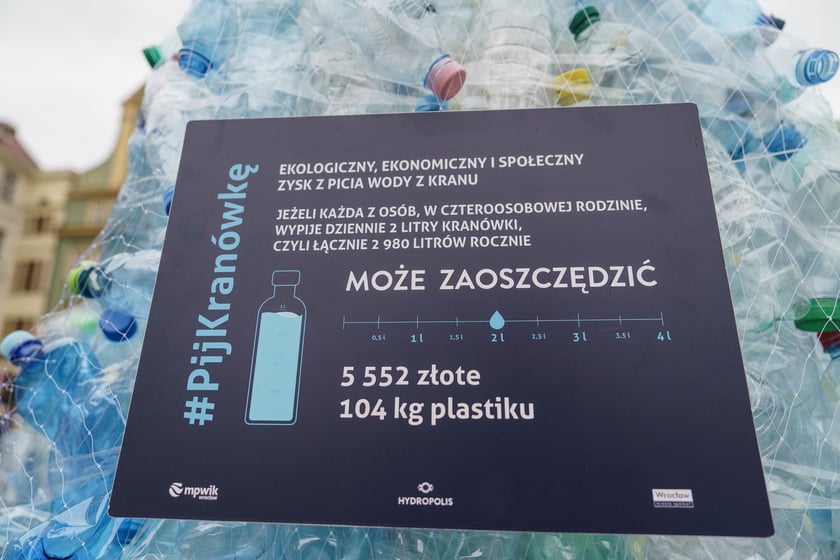 #PijKranówkę
EKOLOGICZNY, EKONOMICZNY I SPOŁECZNY
ZYSK Z PICIA WODY Z KRANU
JEŻELI KAŻDA Z OSÓB, W CZTEROOSOBOWEJ RODZINIE,
WYPIJE DZIENNIE 2 LITRY KRANÓWKI,
CZYLI ŁĄCZNIE 2 980 LITRÓW ROCZNIE
MOŻE ZAOSZCZĘDZIĆ
0,5 l 1 l 1,5 l 2 l 2,5 l 3 l 3,5 l 4 l
5 552 złote
104 kg plastiku
mpwik
wrocław
HYDROPOLIS
Wrocław